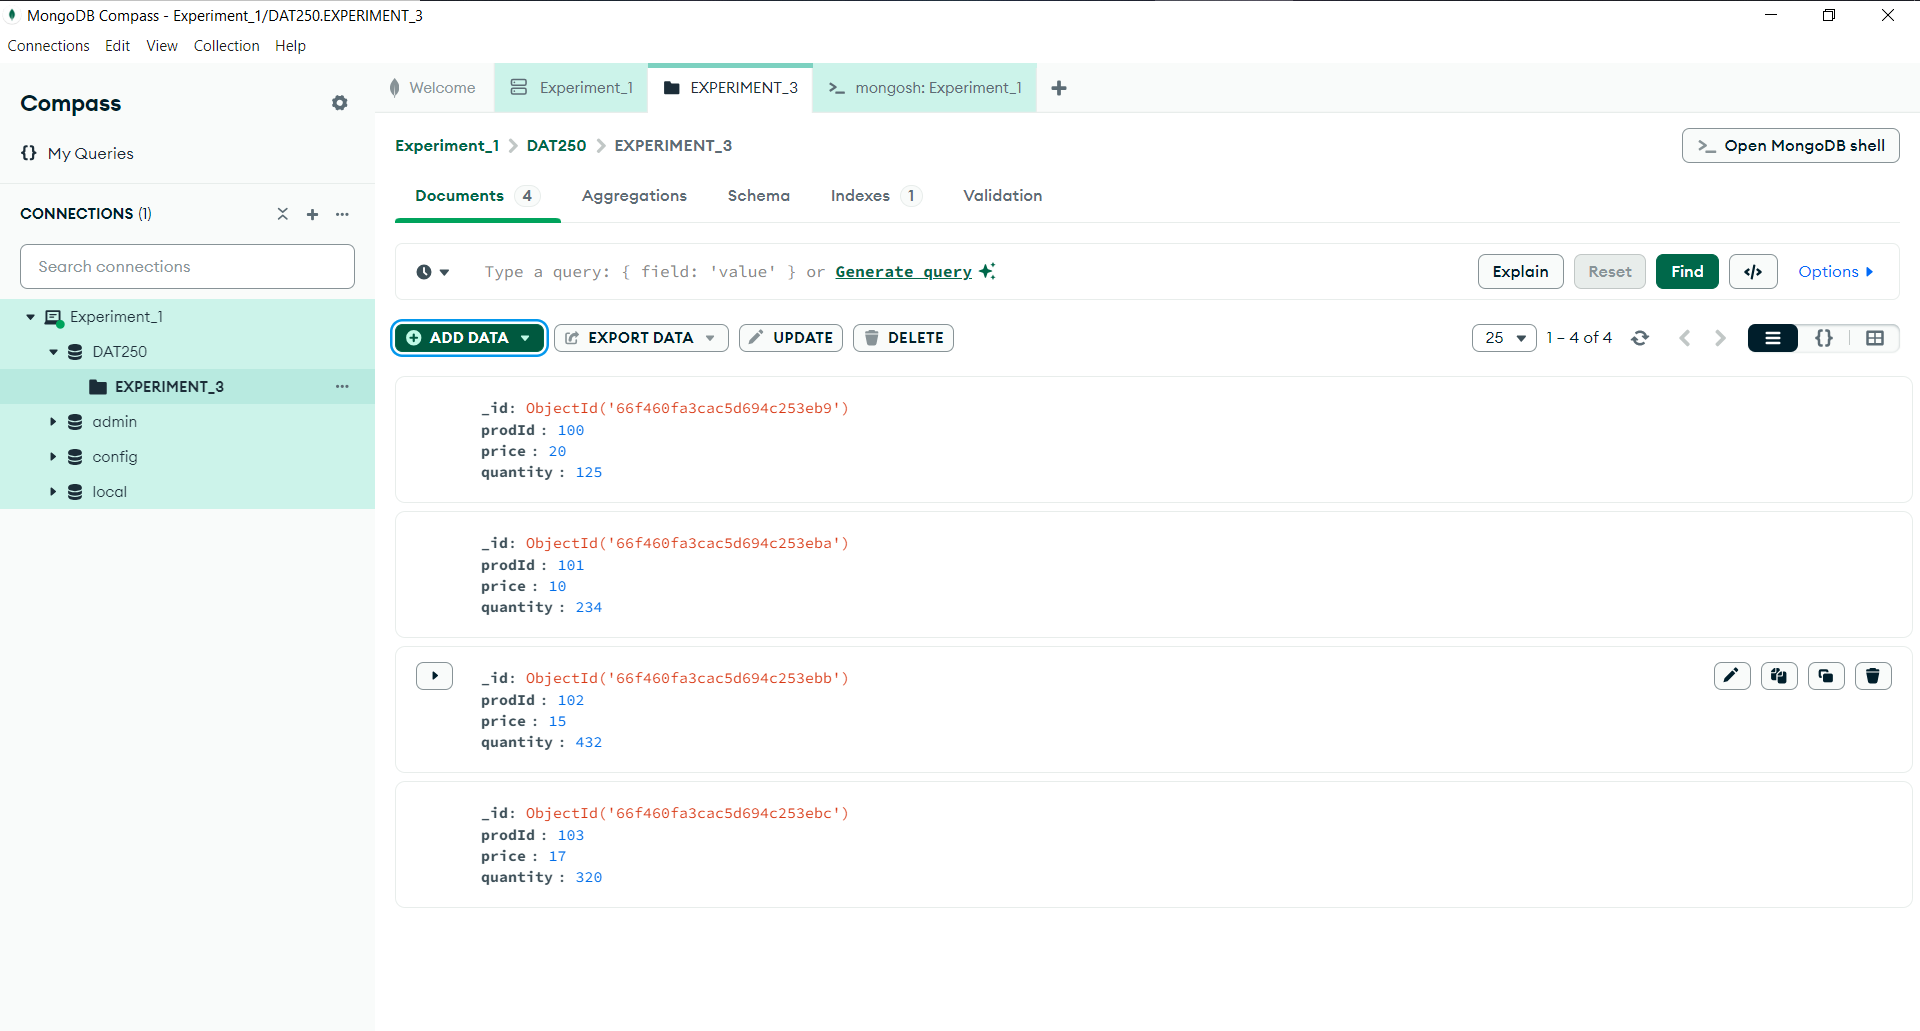 MongoDB Compass - Experiment_1/DAT250.EXPERIMENT_3
Connections Edit View Collection Help
Compass
{} My Queries
CONNECTIONS (1)
Search connections
Experiment_1
DAT250
EXPERIMENT_3
admin
config
local
Welcome Experiment_1 EXPERIMENT_3 >_ mongosh: Experiment_1 +
Experiment_1 > DAT250 > EXPERIMENT_3
>_ Open MongoDB shell
Documents 4 Aggregations Schema Indexes 1 Validation
Type a query: { field: 'value' } or Generate query
Explain Reset Find </> Options
ADD DATA EXPORT DATA UPDATE DELETE
25 1 – 4 of 4 {}
_id: ObjectId('66f460fa3cac5d694c253eb9')
prodId : 100
price : 20
quantity : 125
_id: ObjectId('66f460fa3cac5d694c253eba')
prodId : 101
price : 10
quantity : 234
_id: ObjectId('66f460fa3cac5d694c253ebb')
prodId : 102
price : 15
quantity : 432
_id: ObjectId('66f460fa3cac5d694c253ebc')
prodId : 103
price : 17
quantity : 320